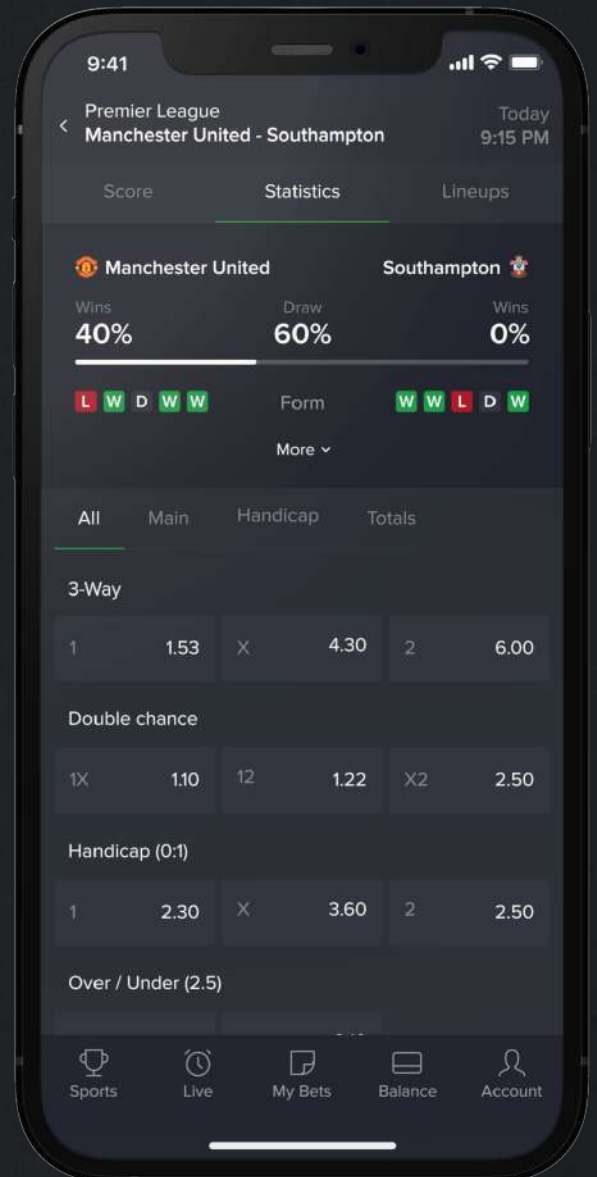 9:41
Premier League
Manchester United - Southampton
Today
9:15 PM
Score Statistics Lineups
Manchester United Southampton
Wins Draw Wins
40% 60% 0%
L W D W W Form W W L D W
More
All Main Handicap Totals
3-Way
1 1.53 X 4.30 2 6.00
Double chance
1X 1.10 12 1.22 X2 2.50
Handicap (0:1)
1 2.30 X 3.60 2 2.50
Over / Under (2.5)
Sports Live My Bets Balance Account